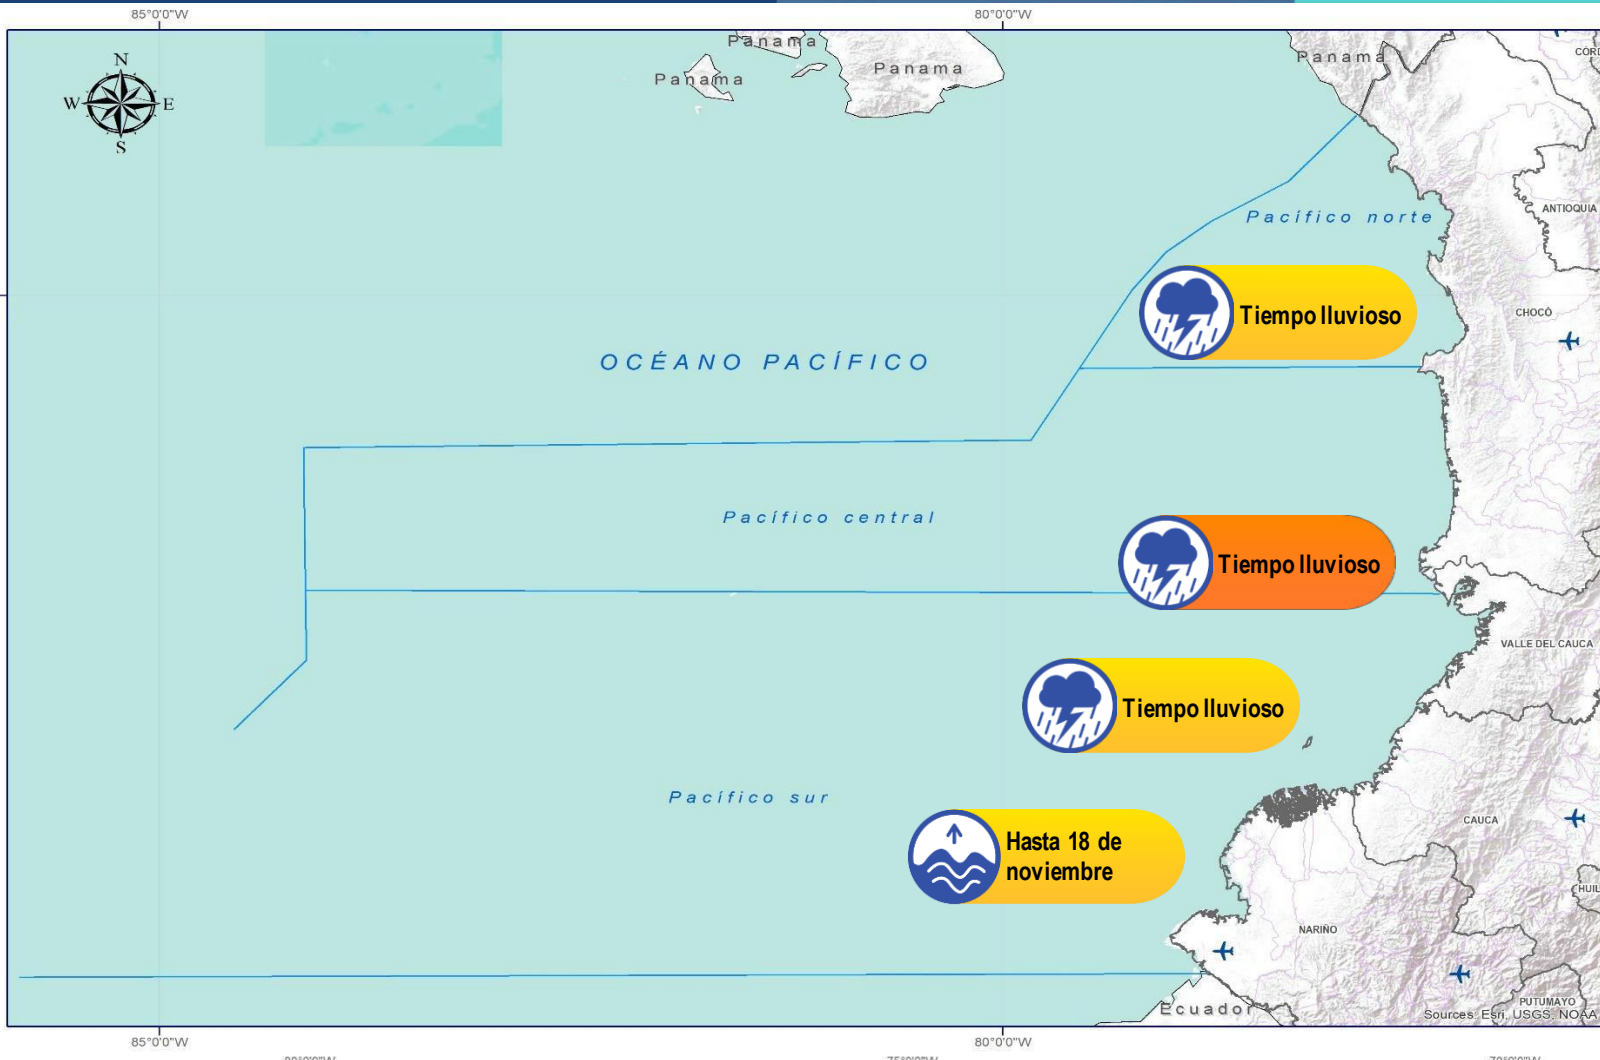 85°0'0"W
80°0'0"W
Panama
Panama
Panama
Panama
N
W
E
S
ANTIOQUIA
Pacífico norte
Tiempo lluvioso
CHOCÓ
OCÉANO PACÍFICO
Pacífico central
Tiempo lluvioso
VALLE DEL CAUCA
Tiempo lluvioso
Pacífico sur
CAUCA
Hasta 18 de
noviembre
NARIÑO
PUTUMAYO
Ecuador
Sources: Esri, USGS, NOAA
85°0'0"W
80°0'0"W